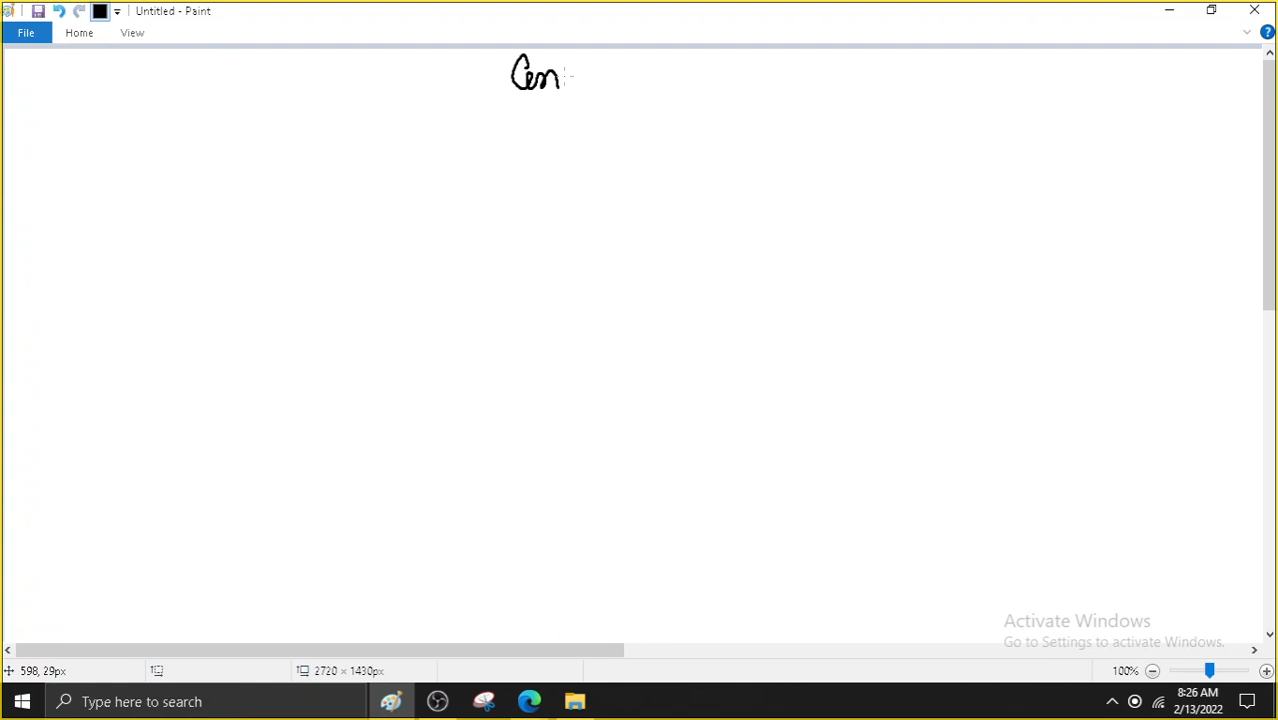 Untitled - Paint
File
Home
View
Cen
Activate Windows
Go to Settings to activate Windows.
598, 29px
2720 × 1430px
100%
Type here to search
8:26 AM
2/13/2022